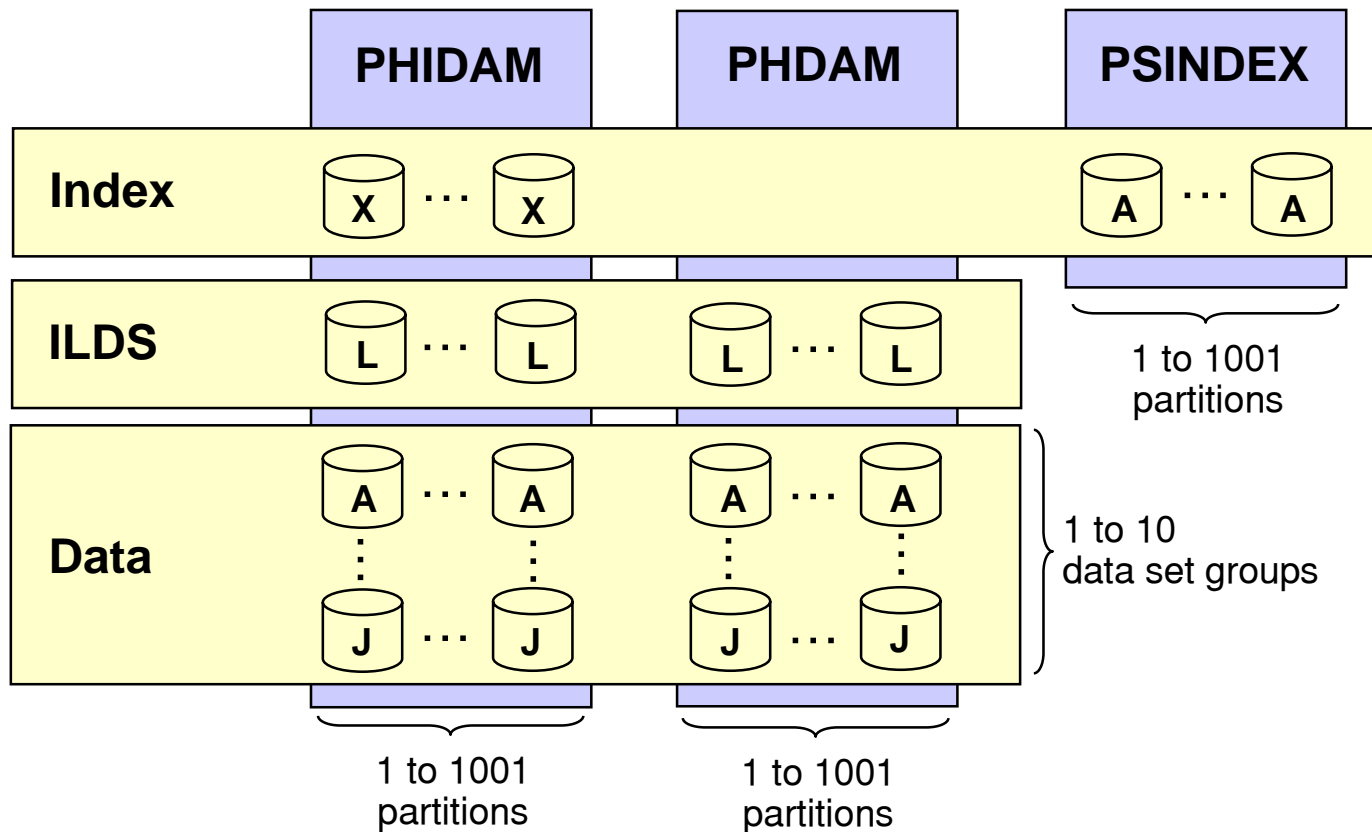 PHIDAM PHDAM PSINDEX
Index X ... X A ... A
ILDS L ... L L ... L
1 to 1001
partitions
Data A ... A A ... A
1 to 10
data set groups
J ... J J ... J
1 to 1001 1 to 1001
partitions partitions